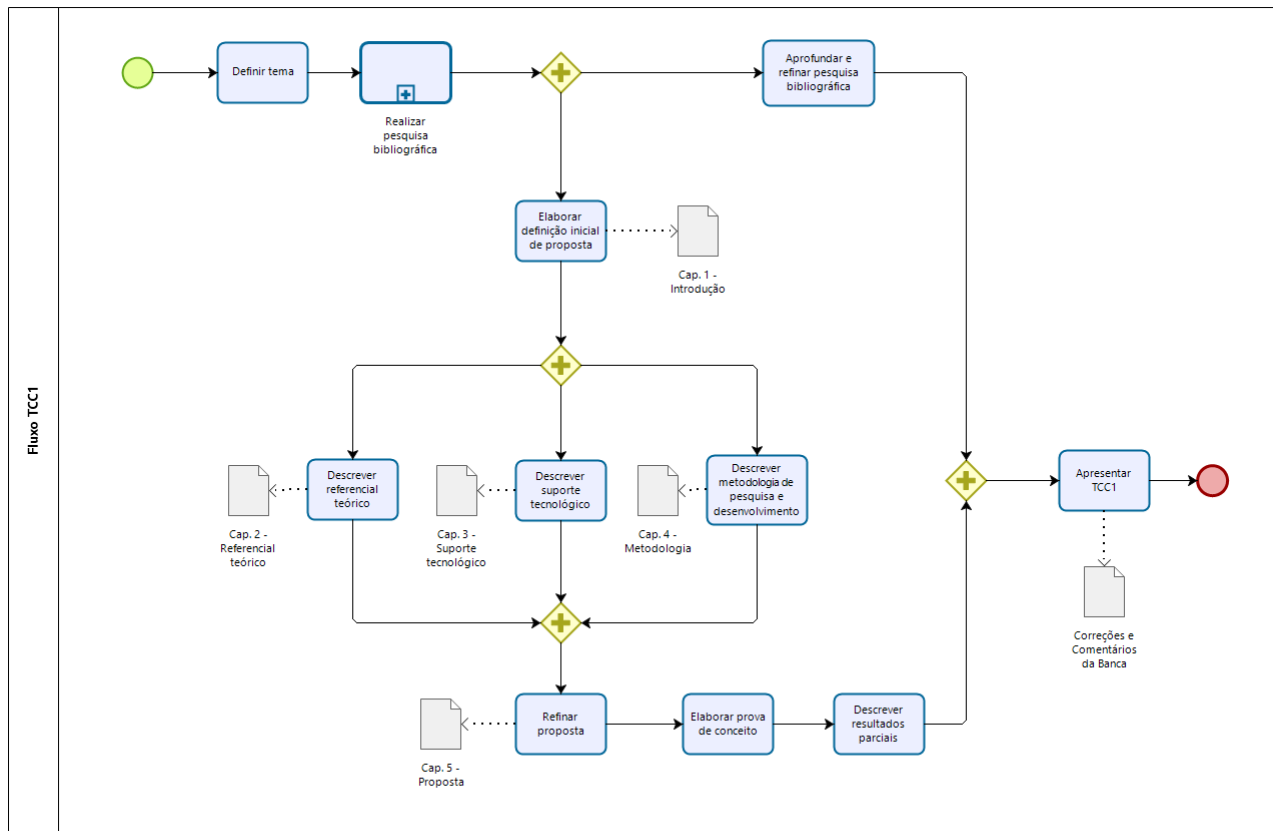 Fluxo TCC1
Definir tema
Realizar
pesquisa
bibliográfica
Aprofundar e
refinar pesquisa
bibliográfica
Elaborar
definição inicial
de proposta
Cap. 1 -
Introdução
Descrever
referencial
teórico
Cap. 2 -
Referencial
teórico
Descrever
suporte
tecnológico
Cap. 3 -
Suporte
tecnológico
Descrever
metodologia de
pesquisa e
desenvolvimento
Cap. 4 -
Metodologia
Apresentar
TCC1
Correções e
Comentários
da Banca
Refinar
proposta
Cap. 5 -
Proposta
Elaborar prova
de conceito
Descrever
resultados
parciais